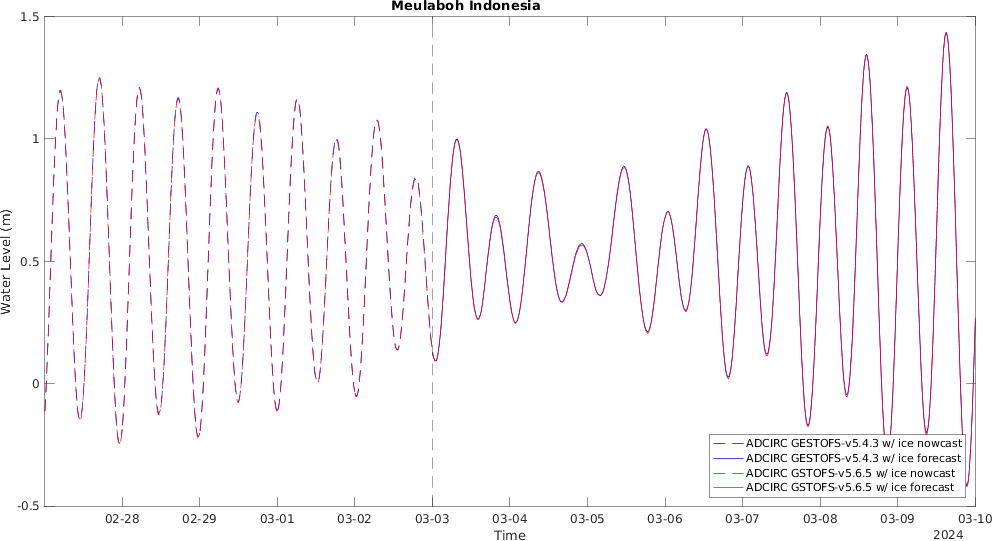 Meulaboh Indonesia
1.5
1
0.5
0
-0.5
Water Level (m)
ADCIRC GESTOFS-v5.4.3 w/ ice nowcast
ADCIRC GESTOFS-v5.4.3 w/ ice forecast
ADCIRC GSTOFS-v5.6.5 w/ ice nowcast
ADCIRC GSTOFS-v5.6.5 w/ ice forecast
02-28 02-29 03-01 03-02 03-03 03-04 03-05 03-06 03-07 03-08 03-09 03-10
Time
2024